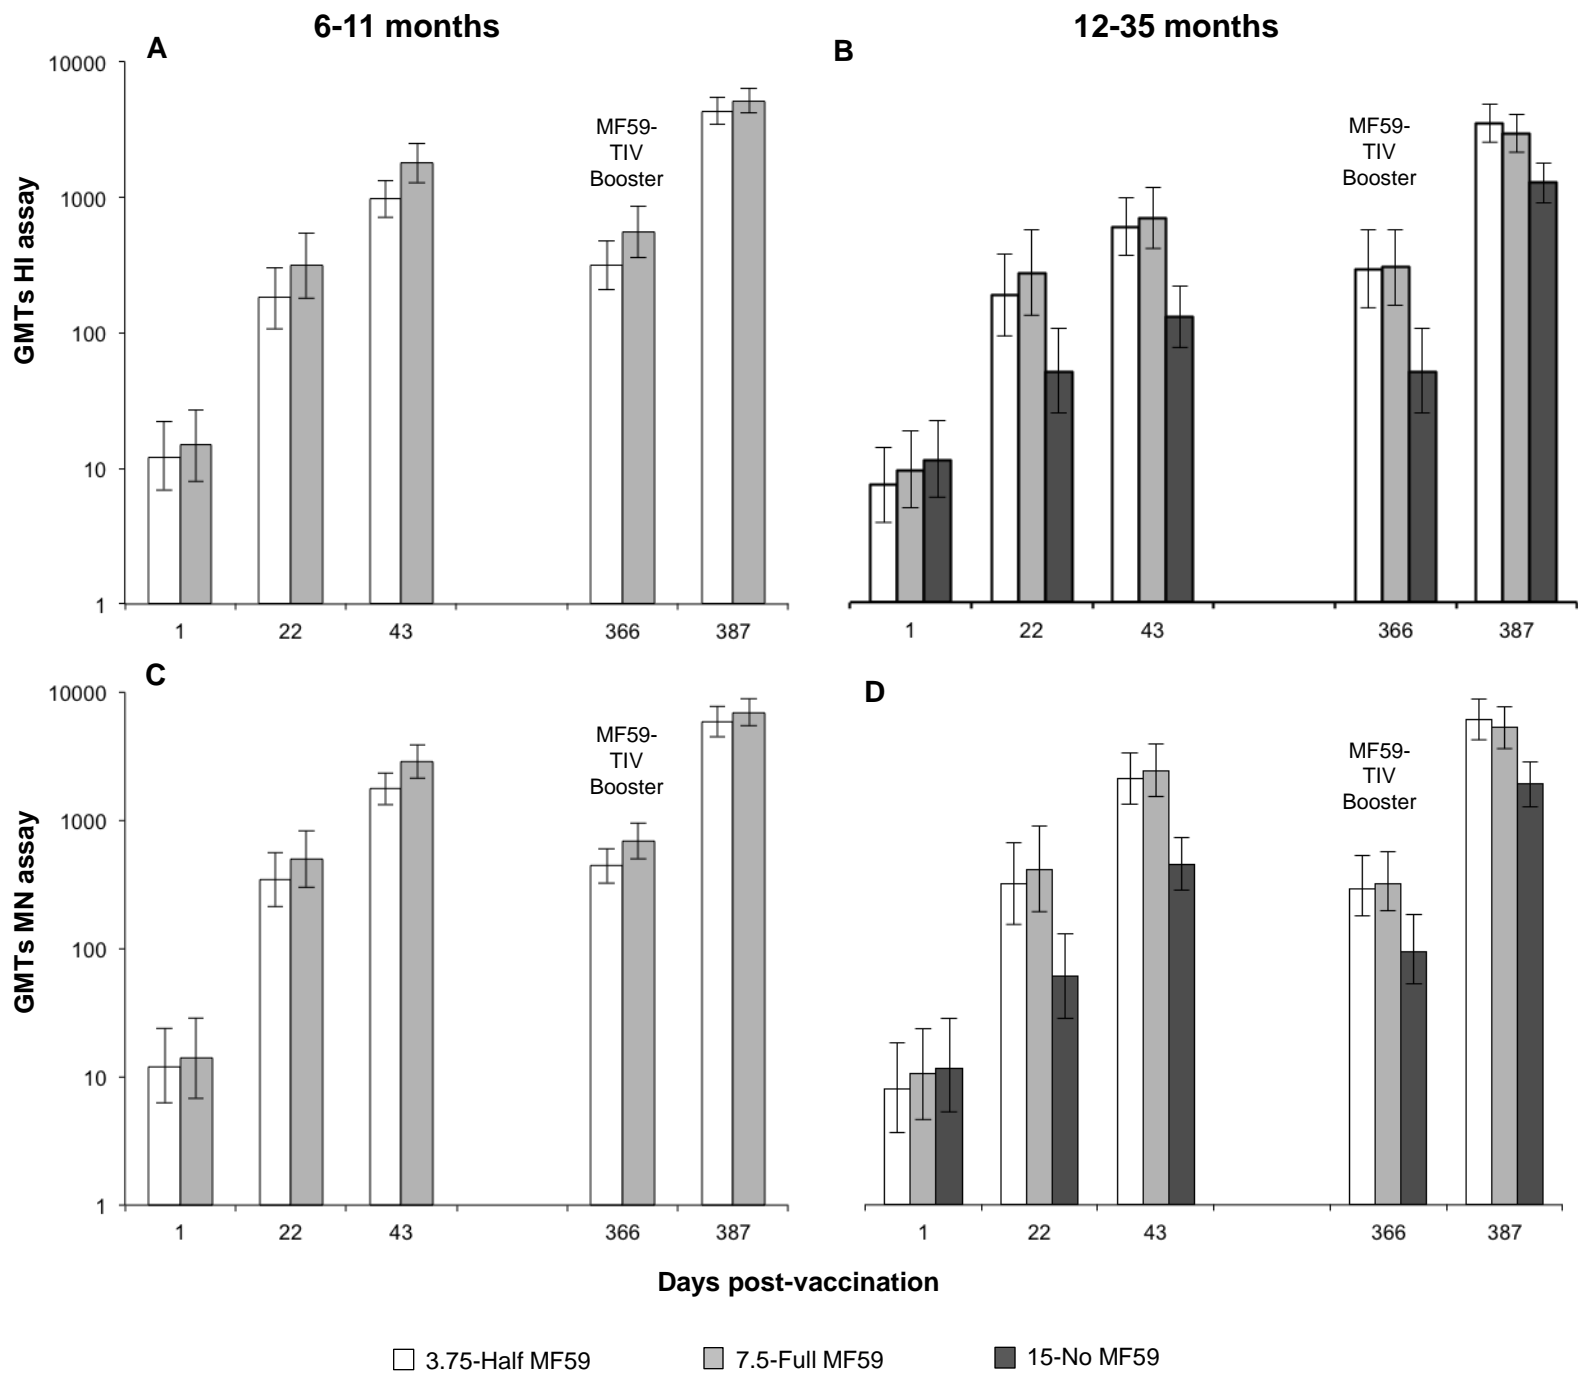 6-11 months
12-35 months
A
GMTs HI assay
10000
1000
100
10
1
MF59-
TIV
Booster
1
22
43
366
387
B
MF59-
TIV
Booster
1
22
43
366
387
C
GMTs MN assay
10000
1000
100
10
1
MF59-
TIV
Booster
1
22
43
366
387
D
MF59-
TIV
Booster
1
22
43
366
387
Days post-vaccination
3.75-Half MF59
7.5-Full MF59
15-No MF59